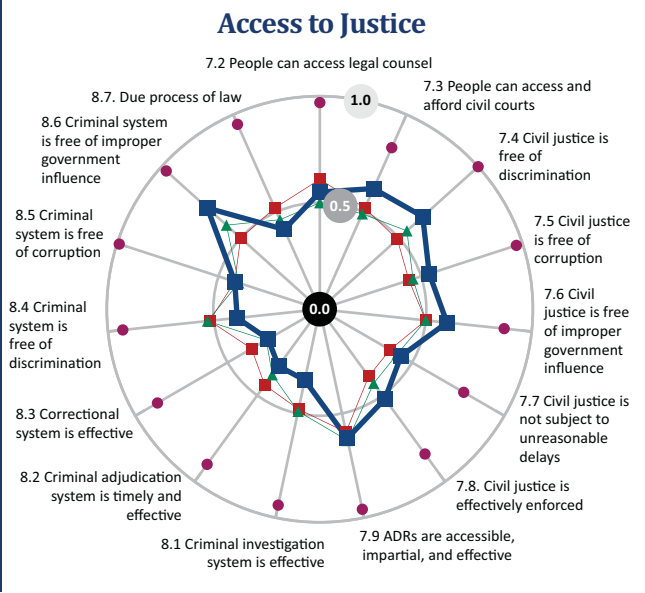 Access to Justice
7.2 People can access legal counsel
7.3 People can access and
afford civil courts
7.4 Civil justice is
free of
discrimination
7.5 Civil justice
is free of
corruption
7.6 Civil
justice is free
of improper
government
influence
7.7 Civil justice is
not subject to
unreasonable
delays
7.8. Civil justice is
effectively enforced
7.9 ADRs are accessible,
impartial, and effective
8.1 Criminal investigation
system is effective
8.2 Criminal adjudication
system is timely and
effective
8.3 Correctional
system is effective
8.4 Criminal
system is
free of
discrimination
8.5 Criminal
system is free
of corruption
8.6 Criminal system
is free of improper
government
influence
8.7. Due process of law
1.0
0.5
0.0